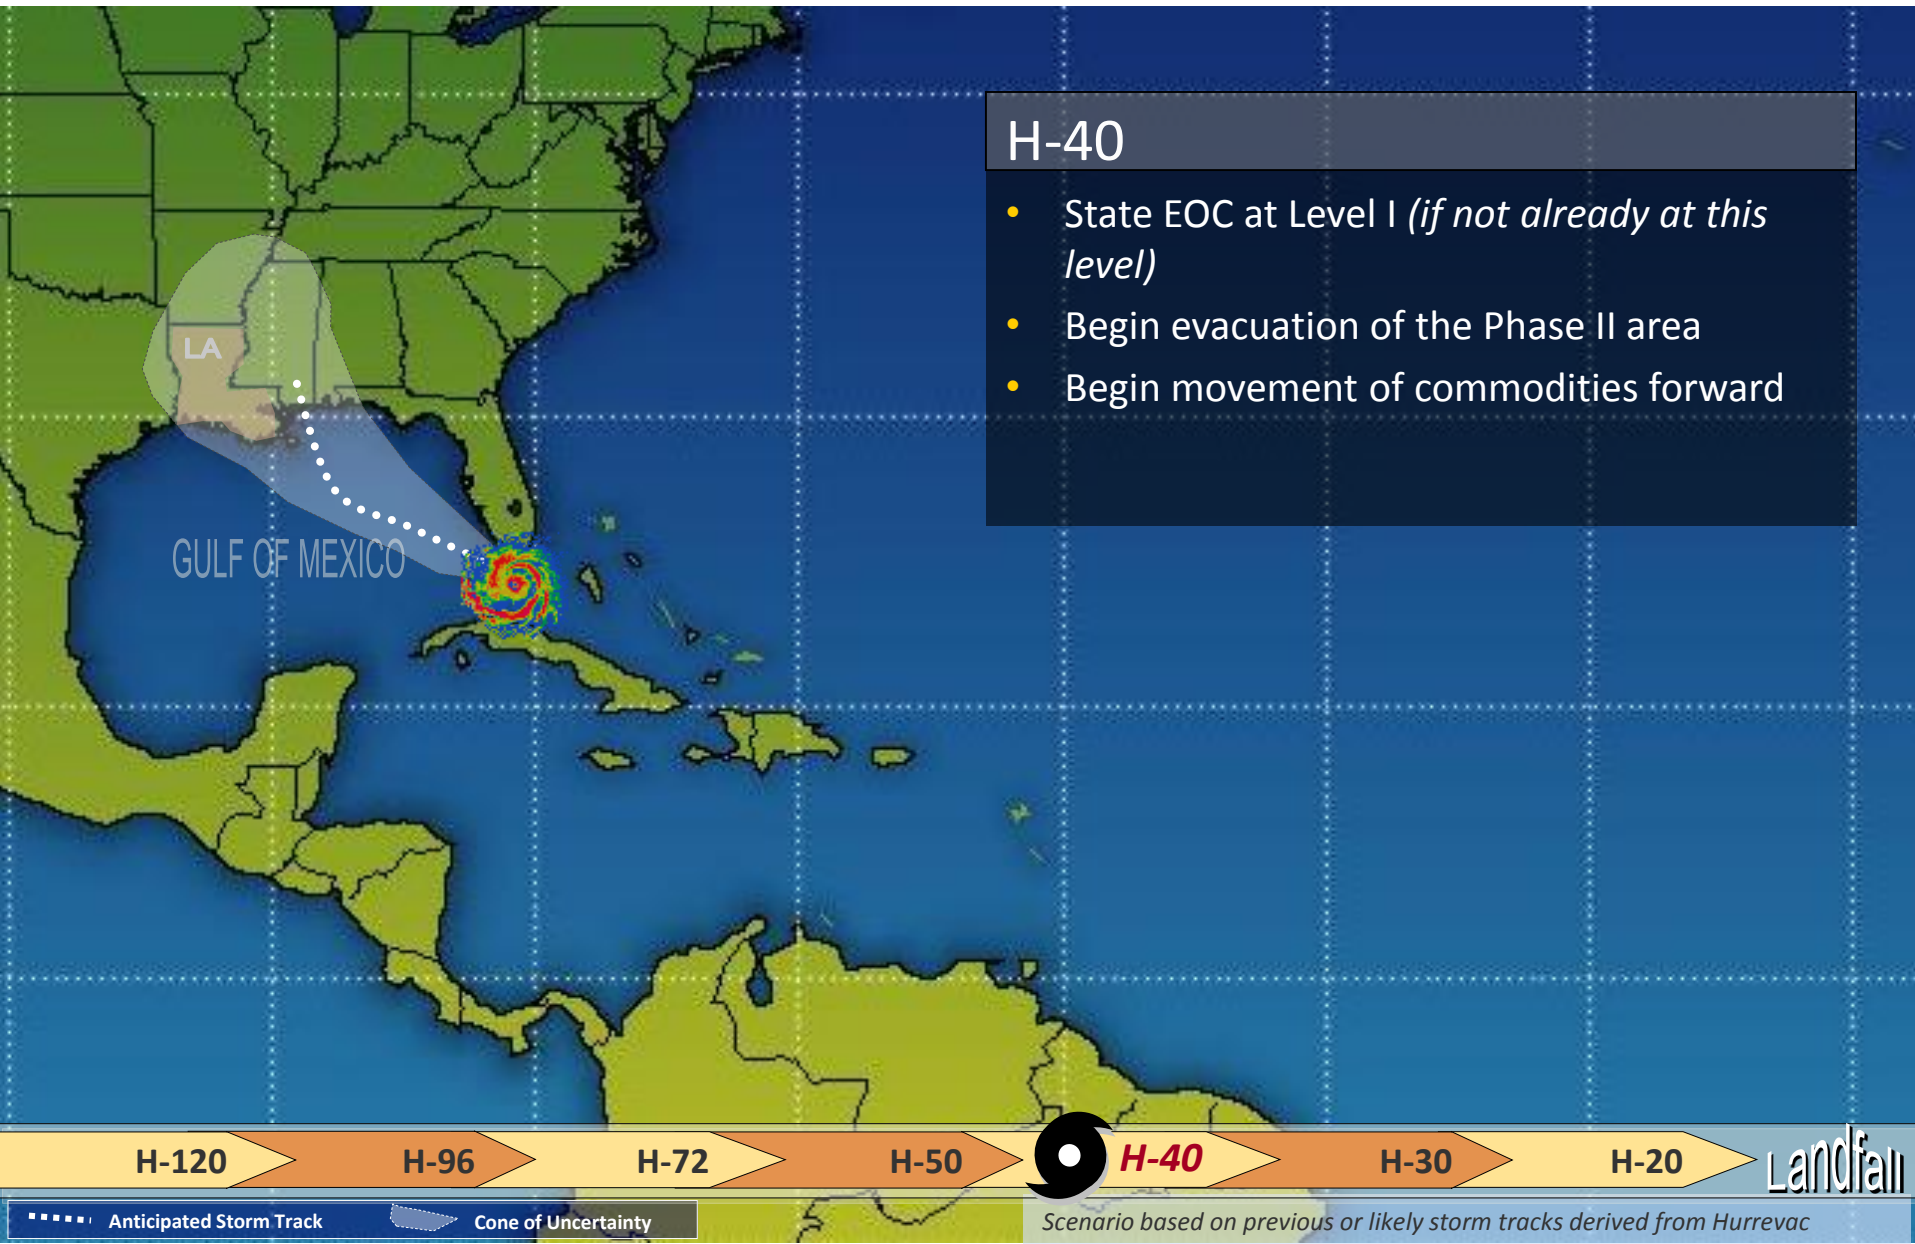 H-40
• State EOC at Level I (if not already at this
level)
• Begin evacuation of the Phase II area
• Begin movement of commodities forward
LA
GULF OF MEXICO
H-120
H-96
H-72
H-50
H-40
H-30
H-20
Landfall
Anticipated Storm Track
Cone of Uncertainty
Scenario based on previous or likely storm tracks derived from Hurrevac